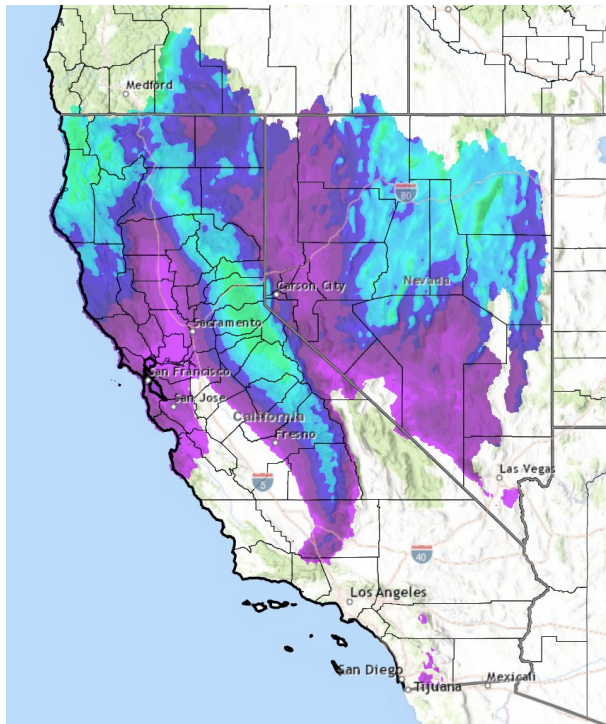 Medford
80
Nevada
Carson City
Sacramento
San Francisco
San Jose
California
Fresno
5
Las Vegas
40
Los Angeles
San Diego
Mexicali
Tijuana